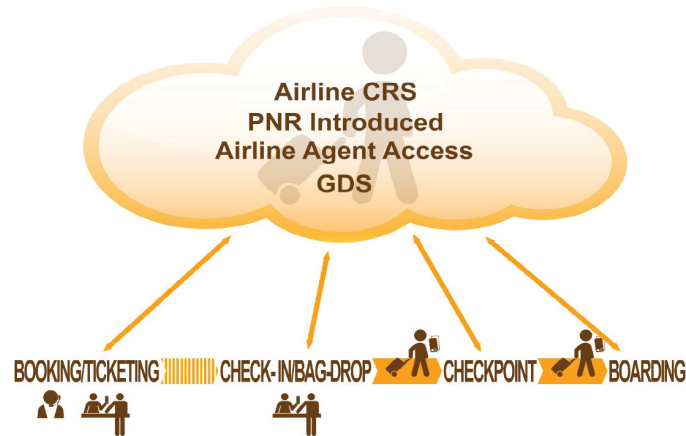 Airline CRS
PNR Introduced
Airline Agent Access
GDS
BOOKING/TICKETING CHECK-IN/BAG-DROP CHECKPOINT BOARDING